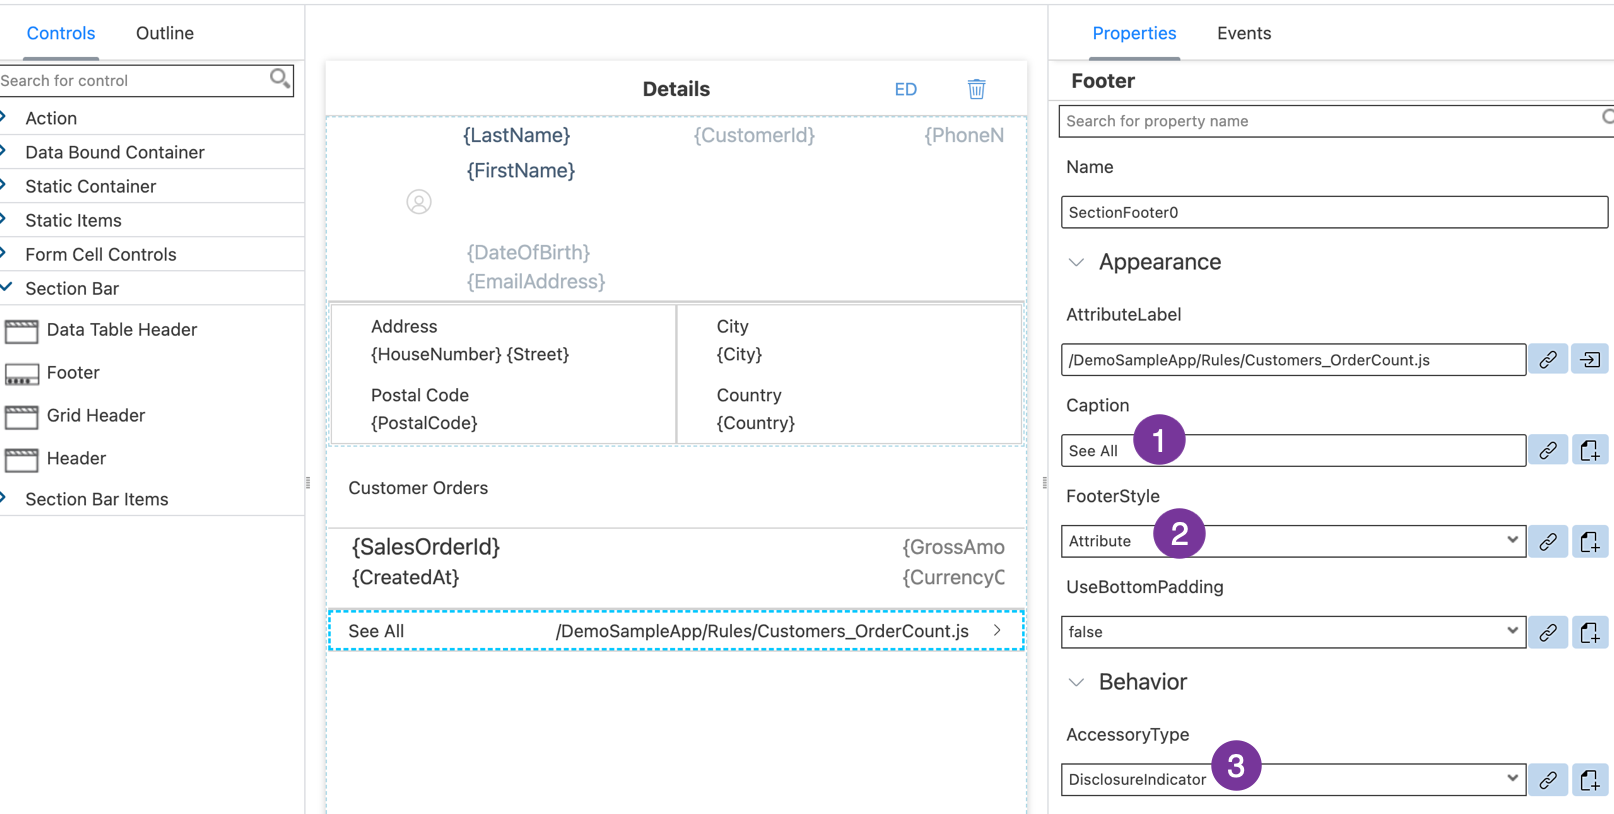 Controls
Outline
Search for control
Action
Data Bound Container
Static Container
Static Items
Form Cell Controls
Section Bar
Data Table Header
Footer
Grid Header
Header
Section Bar Items
Details
ED
{LastName}
{CustomerId}
{PhoneN
{FirstName}
{DateOfBirth}
{EmailAddress}
Address
{HouseNumber} {Street}
Postal Code
{PostalCode}
City
{City}
Country
{Country}
Customer Orders
{SalesOrderId}
{GrossAmo
{CreatedAt}
{CurrencyC
See All
/DemoSampleApp/Rules/Customers_OrderCount.js
Properties
Events
Footer
Search for property name
Name
SectionFooter0
Appearance
AttributeLabel
/DemoSampleApp/Rules/Customers_OrderCount.js
Caption
See All
1
FooterStyle
Attribute
2
UseBottomPadding
false
Behavior
AccessoryType
DisclosureIndicator
3